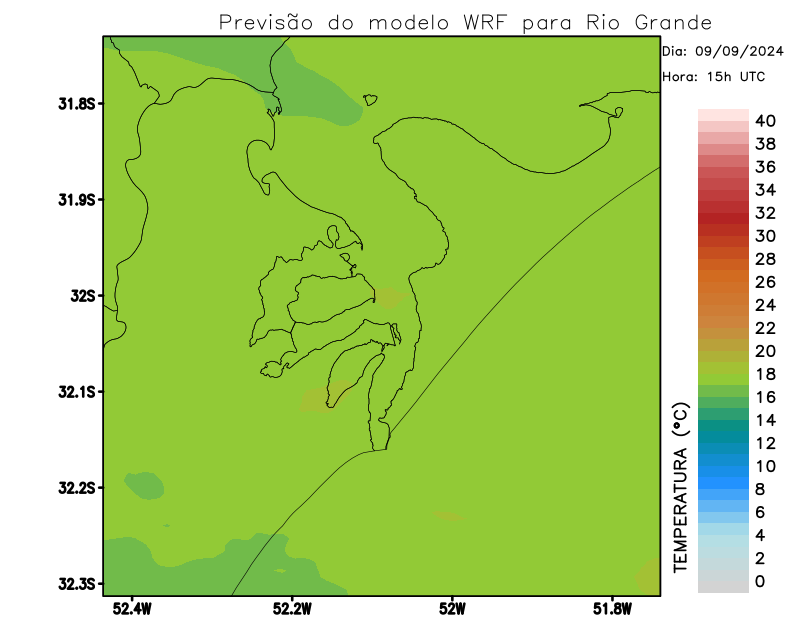 Previsão do modelo WRF para Rio Grande
Dia: 09/09/2024
Hora: 15h UTC
31.8S
31.9S
32S
32.1S
32.2S
32.3S
52.4W
52.2W
52W
51.8W
TEMPERATURA (°C)
40
38
36
34
32
30
28
26
24
22
20
18
16
14
12
10
8
6
4
2
0